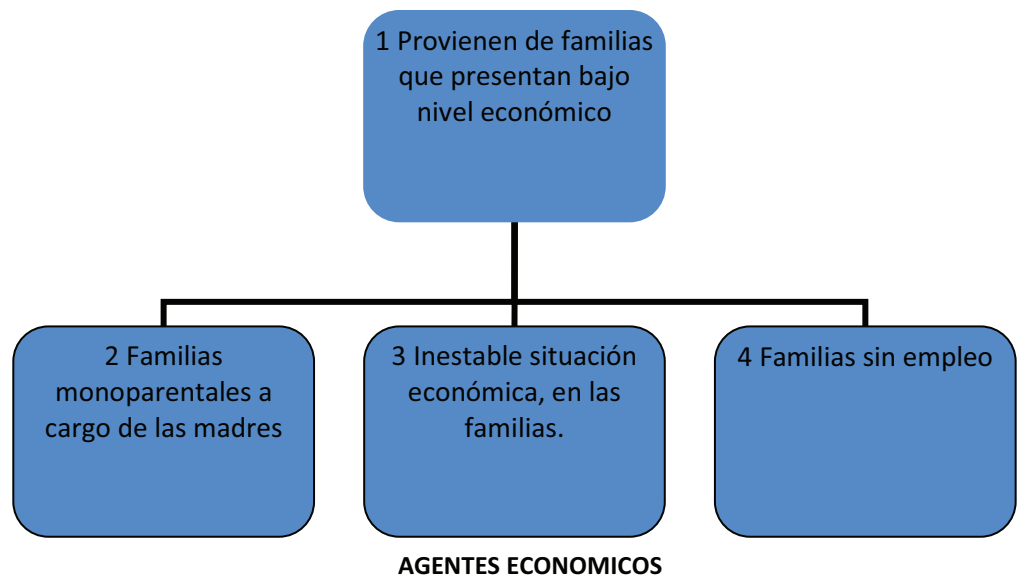 1 Provienen de familias
que presentan bajo
nivel económico
2 Familias
monoparentales a
cargo de las madres
3 Inestable situación
económica, en las
familias.
4 Familias sin empleo
AGENTES ECONOMICOS